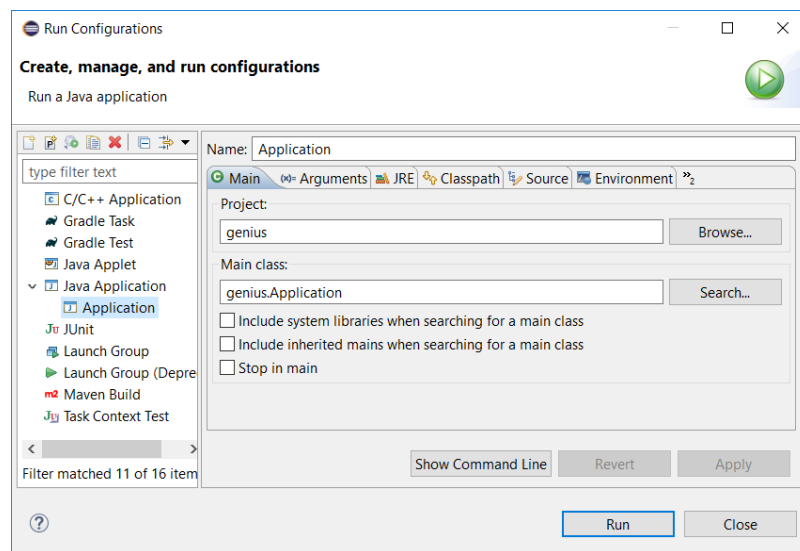 Run Configurations
Create, manage, and run configurations
Run a Java application
type filter text
C/C++ Application
Gradle Task
Gradle Test
Java Applet
Java Application
Application
JUnit
Launch Group
Launch Group (Depre
Maven Build
Task Context Test
Filter matched 11 of 16 item
Name: Application
Main (x)= Arguments JRE Classpath Source Environment »2
Project:
genius Browse...
Main class:
genius.Application Search...
Include system libraries when searching for a main class
Include inherited mains when searching for a main class
Stop in main
Show Command Line Revert Apply
Run Close